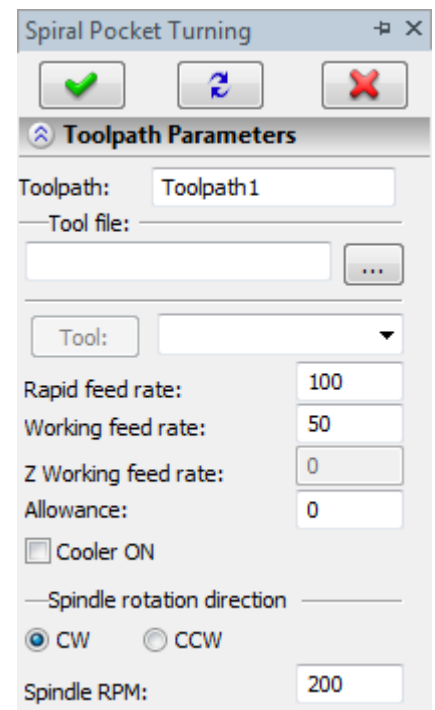 Spiral Pocket Turning
Toolpath Parameters
Toolpath: Toolpath1
Tool file:
...
Tool:
Rapid feed rate: 100
Working feed rate: 50
Z Working feed rate: 0
Allowance: 0
Cooler ON
Spindle rotation direction
CW CCW
Spindle RPM: 200